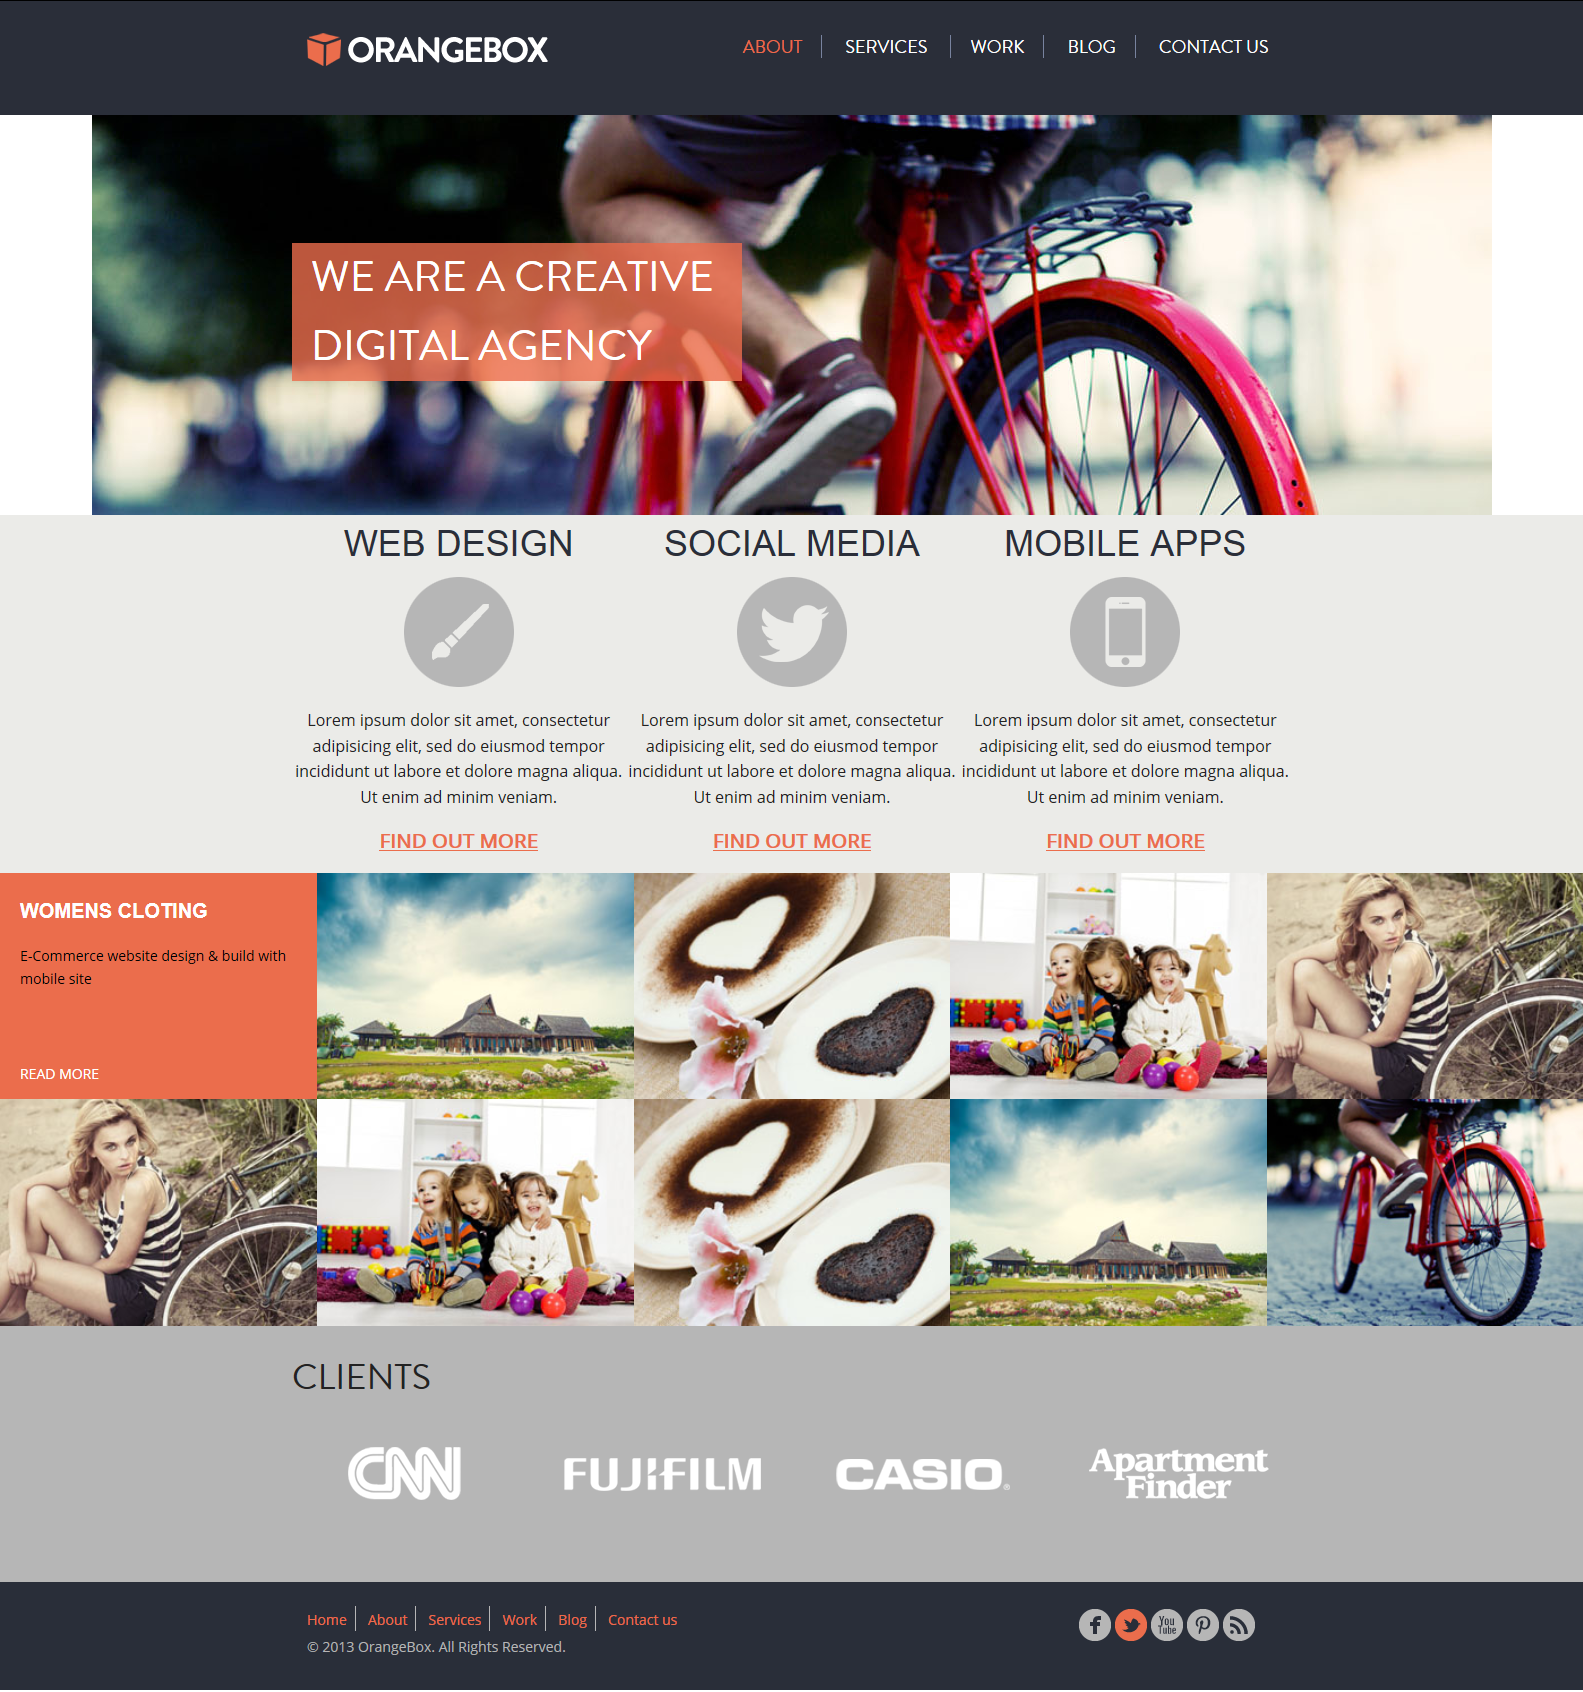 ORANGEBOX
ABOUT SERVICES WORK BLOG CONTACT US
WE ARE A CREATIVE
DIGITAL AGENCY
WEB DESIGN
Lorem ipsum dolor sit amet, consectetur
adipisicing elit, sed do eiusmod tempor
incididunt ut labore et dolore magna aliqua.
Ut enim ad minim veniam.
FIND OUT MORE
SOCIAL MEDIA
Lorem ipsum dolor sit amet, consectetur
adipisicing elit, sed do eiusmod tempor
incididunt ut labore et dolore magna aliqua.
Ut enim ad minim veniam.
FIND OUT MORE
MOBILE APPS
Lorem ipsum dolor sit amet, consectetur
adipisicing elit, sed do eiusmod tempor
incididunt ut labore et dolore magna aliqua.
Ut enim ad minim veniam.
FIND OUT MORE
WOMENS CLOTING
E-Commerce website design & build with
mobile site
READ MORE
CLIENTS
CNN
FUJIFILM
CASIO®
Apartment
Finder
Home About Services Work Blog Contact us
© 2013 OrangeBox. All Rights Reserved.
You
Tube